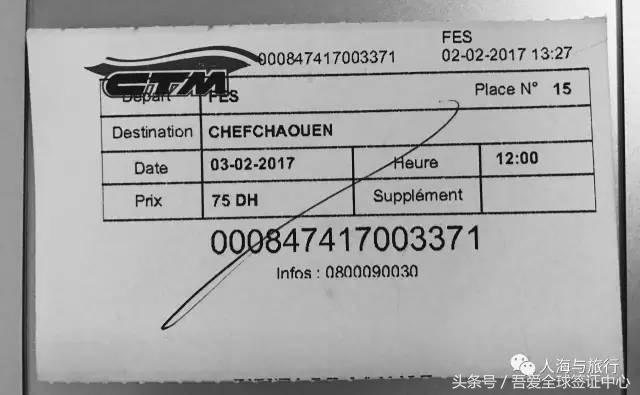 FES
000847417003371 02-02-2017 13:27
CTM
Départ FES Place N° 15
Destination CHEFCHAOUEN
Date 03-02-2017 Heure 12:00
Prix 75 DH Supplément
000847417003371
Infos : 0800090030
人海与旅行
头条号 / 吾爱全球签证中心